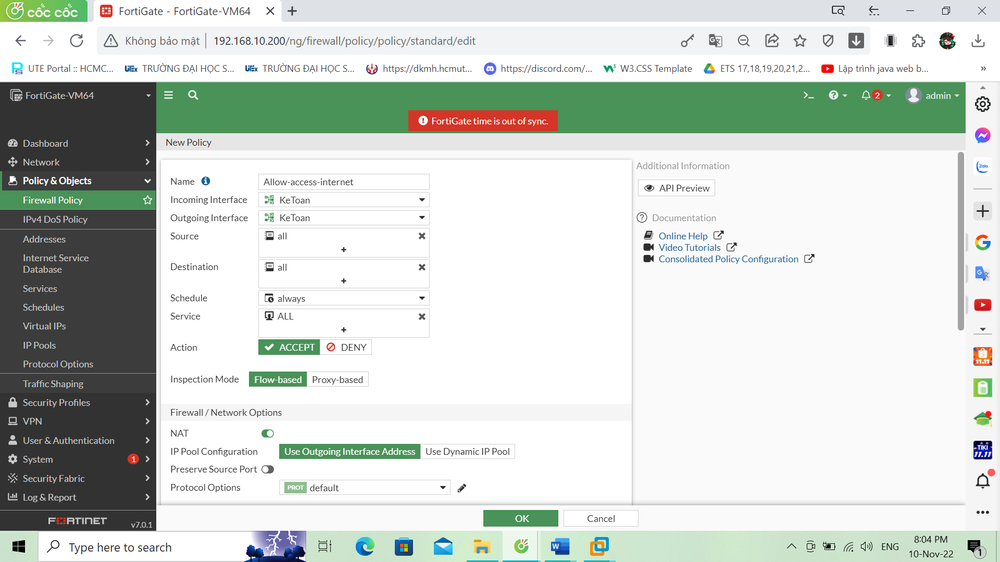 cốc cốc
FortiGate - FortiGate-VM64
Không bảo mật
192.168.10.200/ng/firewall/policy/policy/standard/edit
UTE Portal :: HCMC...
TRƯỜNG ĐẠI HỌC S...
TRƯỜNG ĐẠI HỌC S...
https://dkmh.hcmut...
https://discord.com/...
W3.CSS Template
ETS 17,18,19,20,21,2...
Lập trình java web b...
»
FortiGate-VM64
>_
2
admin
FortiGate time is out of sync.
Dashboard
Network
Policy & Objects
Firewall Policy
IPv4 DoS Policy
Addresses
Internet Service
Database
Services
Schedules
Virtual IPs
IP Pools
Protocol Options
Traffic Shaping
Security Profiles
VPN
User & Authentication
System
1
Security Fabric
Log & Report
FORTINET
v7.0.1
New Policy
Name
Allow-access-internet
Incoming Interface
KeToan
Outgoing Interface
KeToan
Source
all
+
Destination
all
+
Schedule
always
Service
ALL
+
Action
ACCEPT
DENY
Inspection Mode
Flow-based
Proxy-based
Firewall / Network Options
NAT
IP Pool Configuration
Use Outgoing Interface Address
Use Dynamic IP Pool
Preserve Source Port
Protocol Options
PROT
default
OK
Cancel
Additional Information
API Preview
Documentation
Online Help
Video Tutorials
Consolidated Policy Configuration
Zalo
11.11
TIKI
11.11
Type here to search
ENG
8:04 PM
10-Nov-22
1